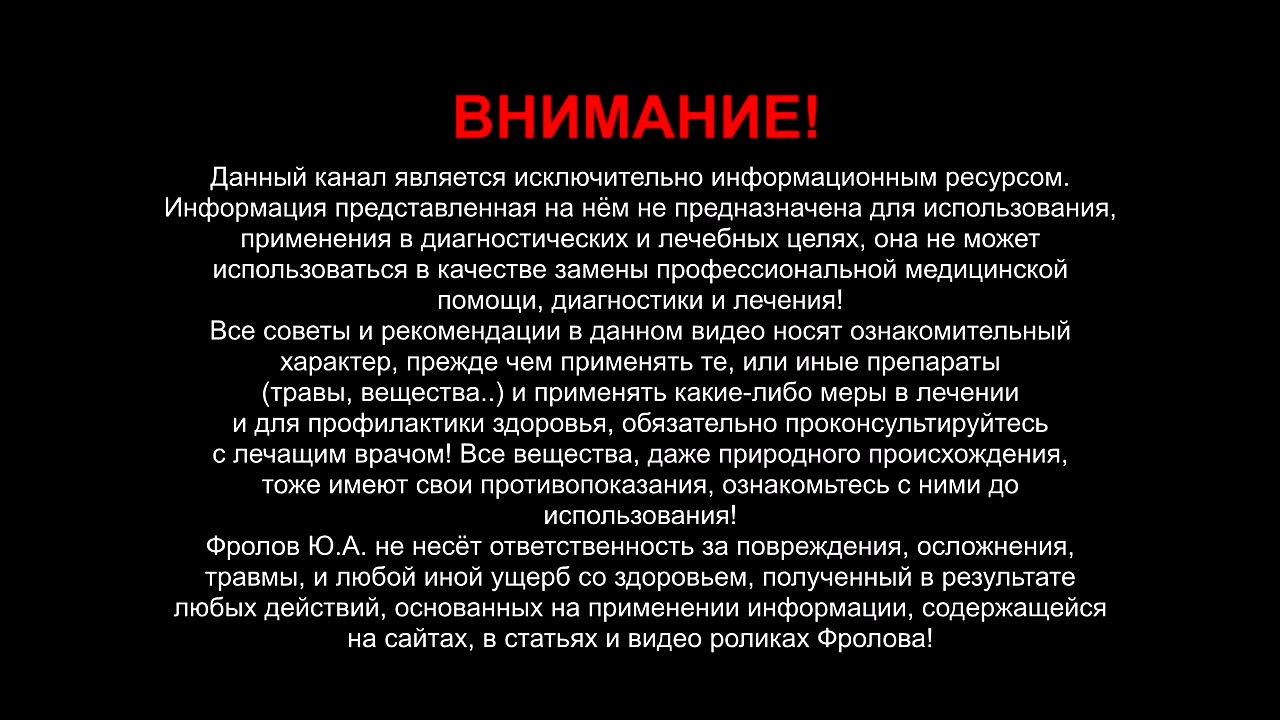 ВНИМАНИЕ!
Данный канал является исключительно информационным ресурсом.
Информация представленная на нём не предназначена для использования,
применения в диагностических и лечебных целях, она не может
использоваться в качестве замены профессиональной медицинской
помощи, диагностики и лечения!
Все советы и рекомендации в данном видео носят ознакомительный
характер, прежде чем применять те, или иные препараты
(травы, вещества..) и применять какие-либо меры в лечении
и для профилактики здоровья, обязательно проконсультируйтесь
с лечащим врачом! Все вещества, даже природного происхождения,
тоже имеют свои противопоказания, ознакомьтесь с ними до
использования!
Фролов Ю.А. не несёт ответственность за повреждения, осложнения,
травмы, и любой иной ущерб со здоровьем, полученный в результате
любых действий, основанных на применении информации, содержащейся
на сайтах, в статьях и видео роликах Фролова!